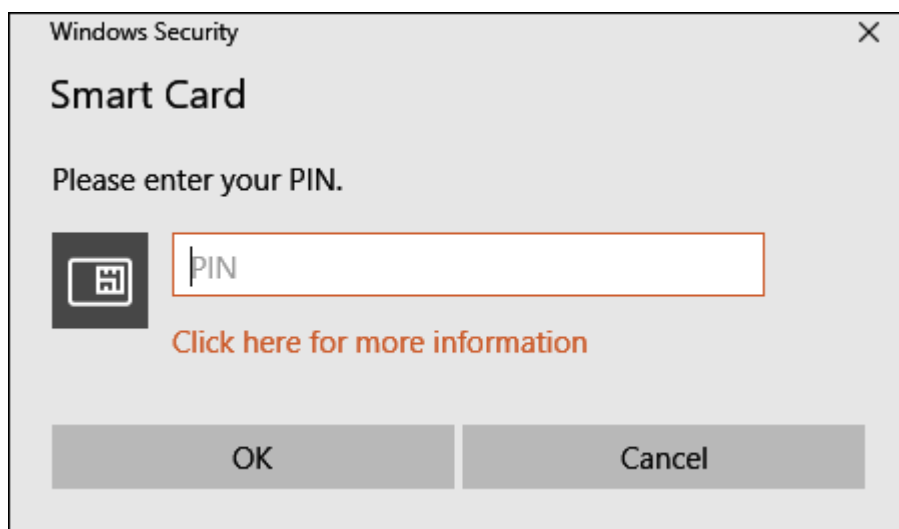 Windows Security
Smart Card
Please enter your PIN.
PIN
Click here for more information
OK
Cancel